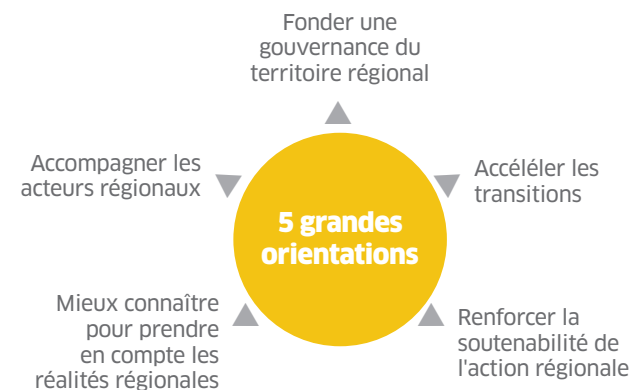 Fonder une
gouvernance du
territoire régional
Accompagner les
acteurs régionaux
Accéléler les
transitions
5 grandes
orientations
Mieux connaître
pour prendre
en compte les
réalités régionales
Renforcer la
soutenabilité de
l'action régionale